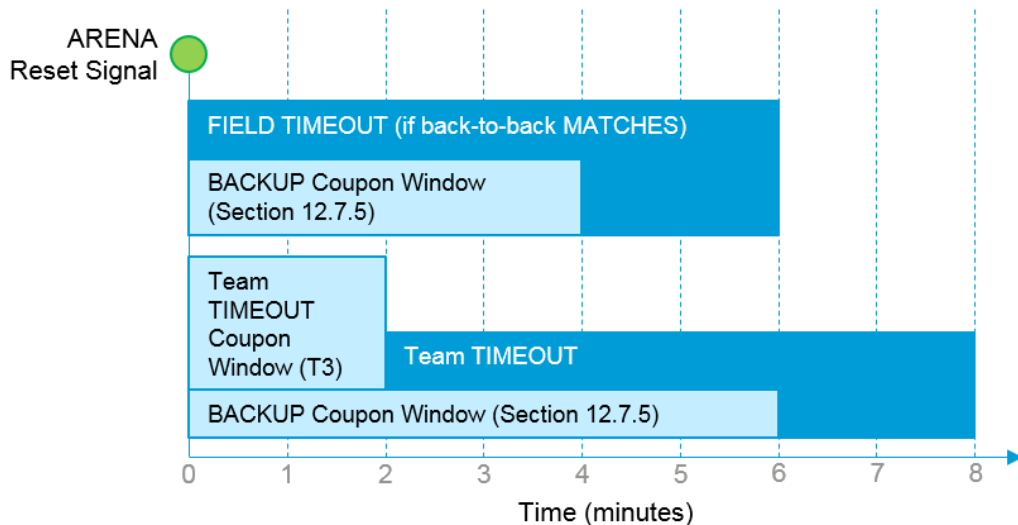 ARENA
Reset Signal
FIELD TIMEOUT (if back-to-back MATCHES)
BACKUP Coupon Window
(Section 12.7.5)
Team
TIMEOUT
Coupon
Window (T3)
Team TIMEOUT
BACKUP Coupon Window (Section 12.7.5)
0 1 2 3 4 5 6 7 8
Time (minutes)